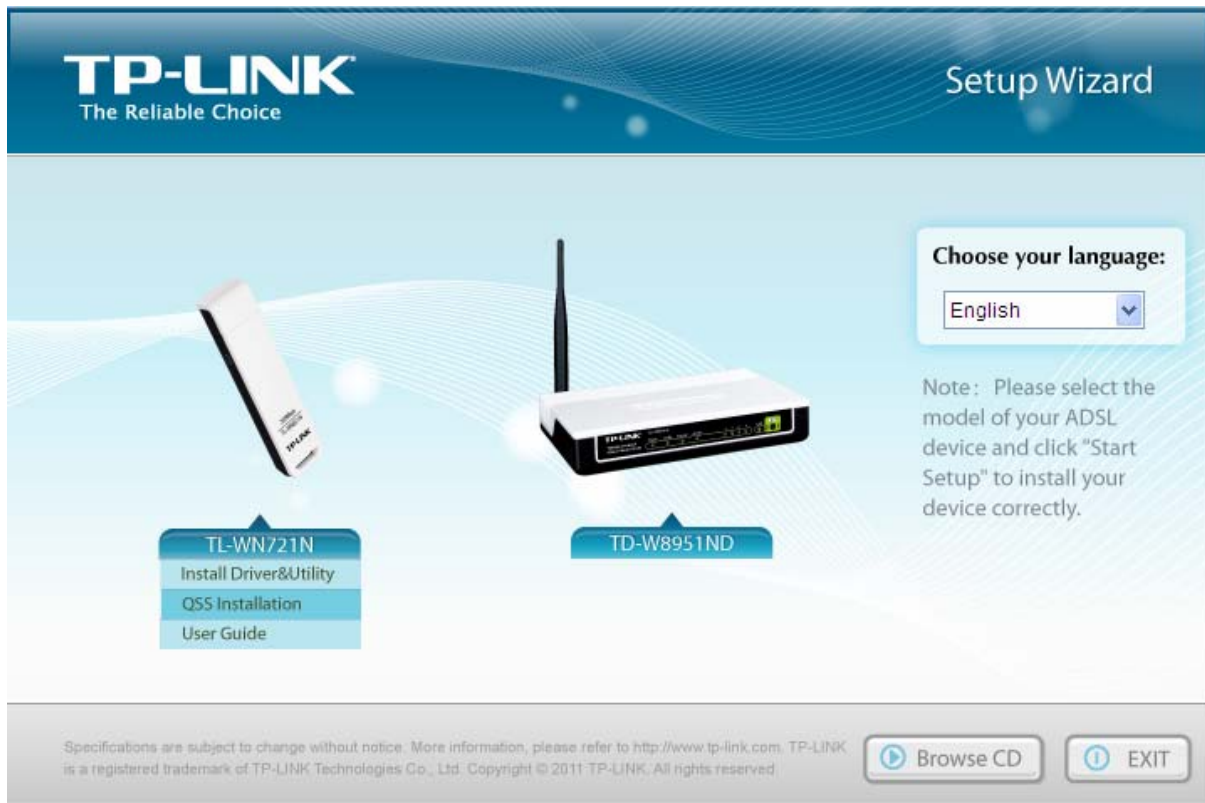 TP-LINK
The Reliable Choice
Setup Wizard
Choose your language:
English
Note: Please select the
model of your ADSL
device and click "Start
Setup" to install your
device correctly.
TP-LINK
TP-LINK
TL-WN721N
Install Driver&Utility
QSS Installation
User Guide
TD-W8951ND
Specifications are subject to change without notice. More information, please refer to http://www.tp-link.com. TP-LINK
is a registered trademark of TP-LINK Technologies Co., Ltd. Copyright © 2011 TP-LINK. All rights reserved.
Browse CD
EXIT